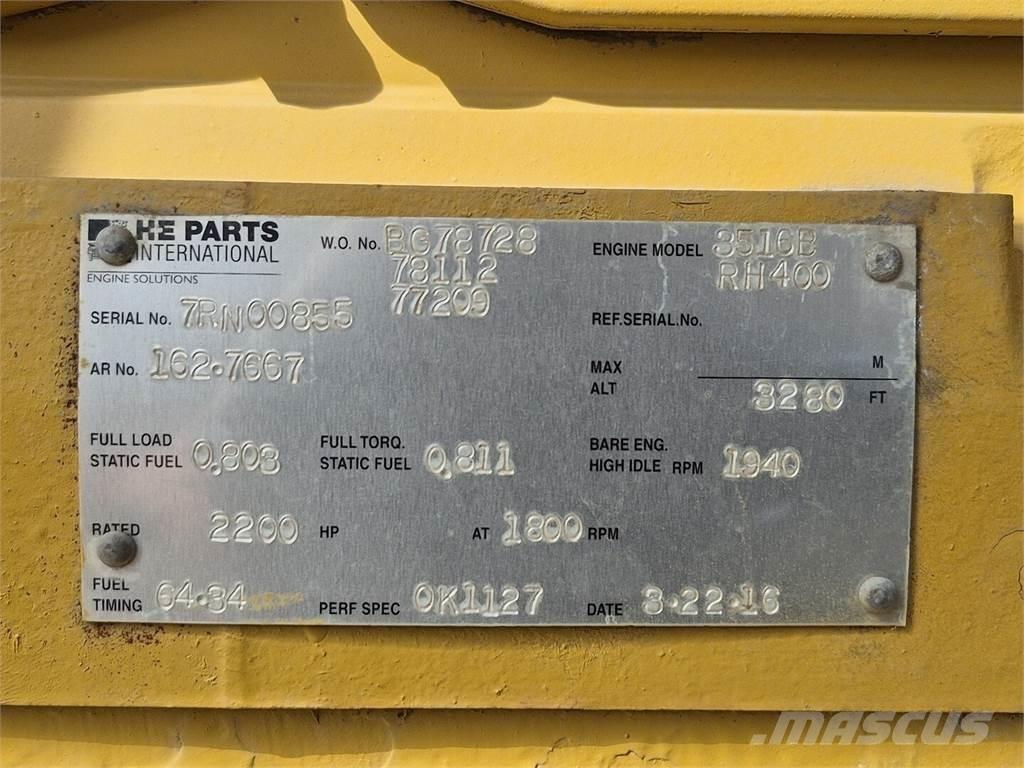 HE PARTS
INTERNATIONAL
ENGINE SOLUTIONS
W.O. No. BG78728
78112
77209
ENGINE MODEL 3516B
RH400
SERIAL No. 7RN00855
REF.SERIAL.No.
AR No. 162-7667
MAX ALT M
3280 FT
FULL LOAD STATIC FUEL 0.803
FULL TORQ. STATIC FUEL 0.811
BARE ENG. HIGH IDLE RPM 1940
RATED 2200 HP AT 1800 RPM
FUEL TIMING 64.34
PERF SPEC 0K1127
DATE 3-22-16
MASCUS